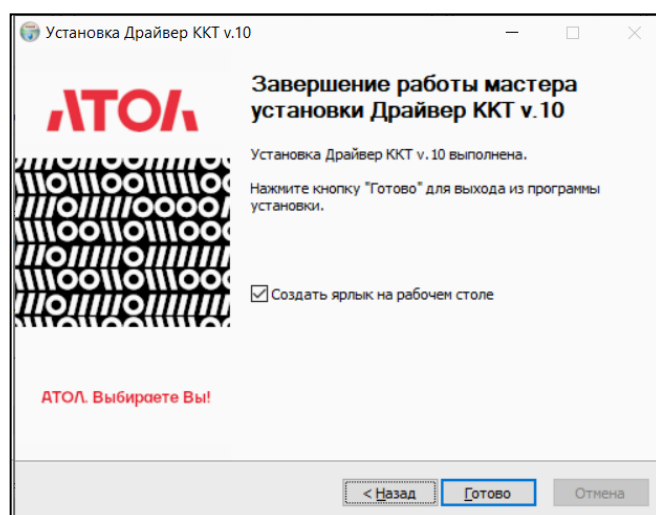 Установка Драйвер ККТ v.10
АТОЛ
Завершение работы мастера
установки Драйвер ККТ v.10
Установка Драйвер ККТ v.10 выполнена.
Нажмите кнопку "Готово" для выхода из программы
установки.
Создать ярлык на рабочем столе
АТОЛ. Выбираете Вы!
< Назад
Готово
Отмена